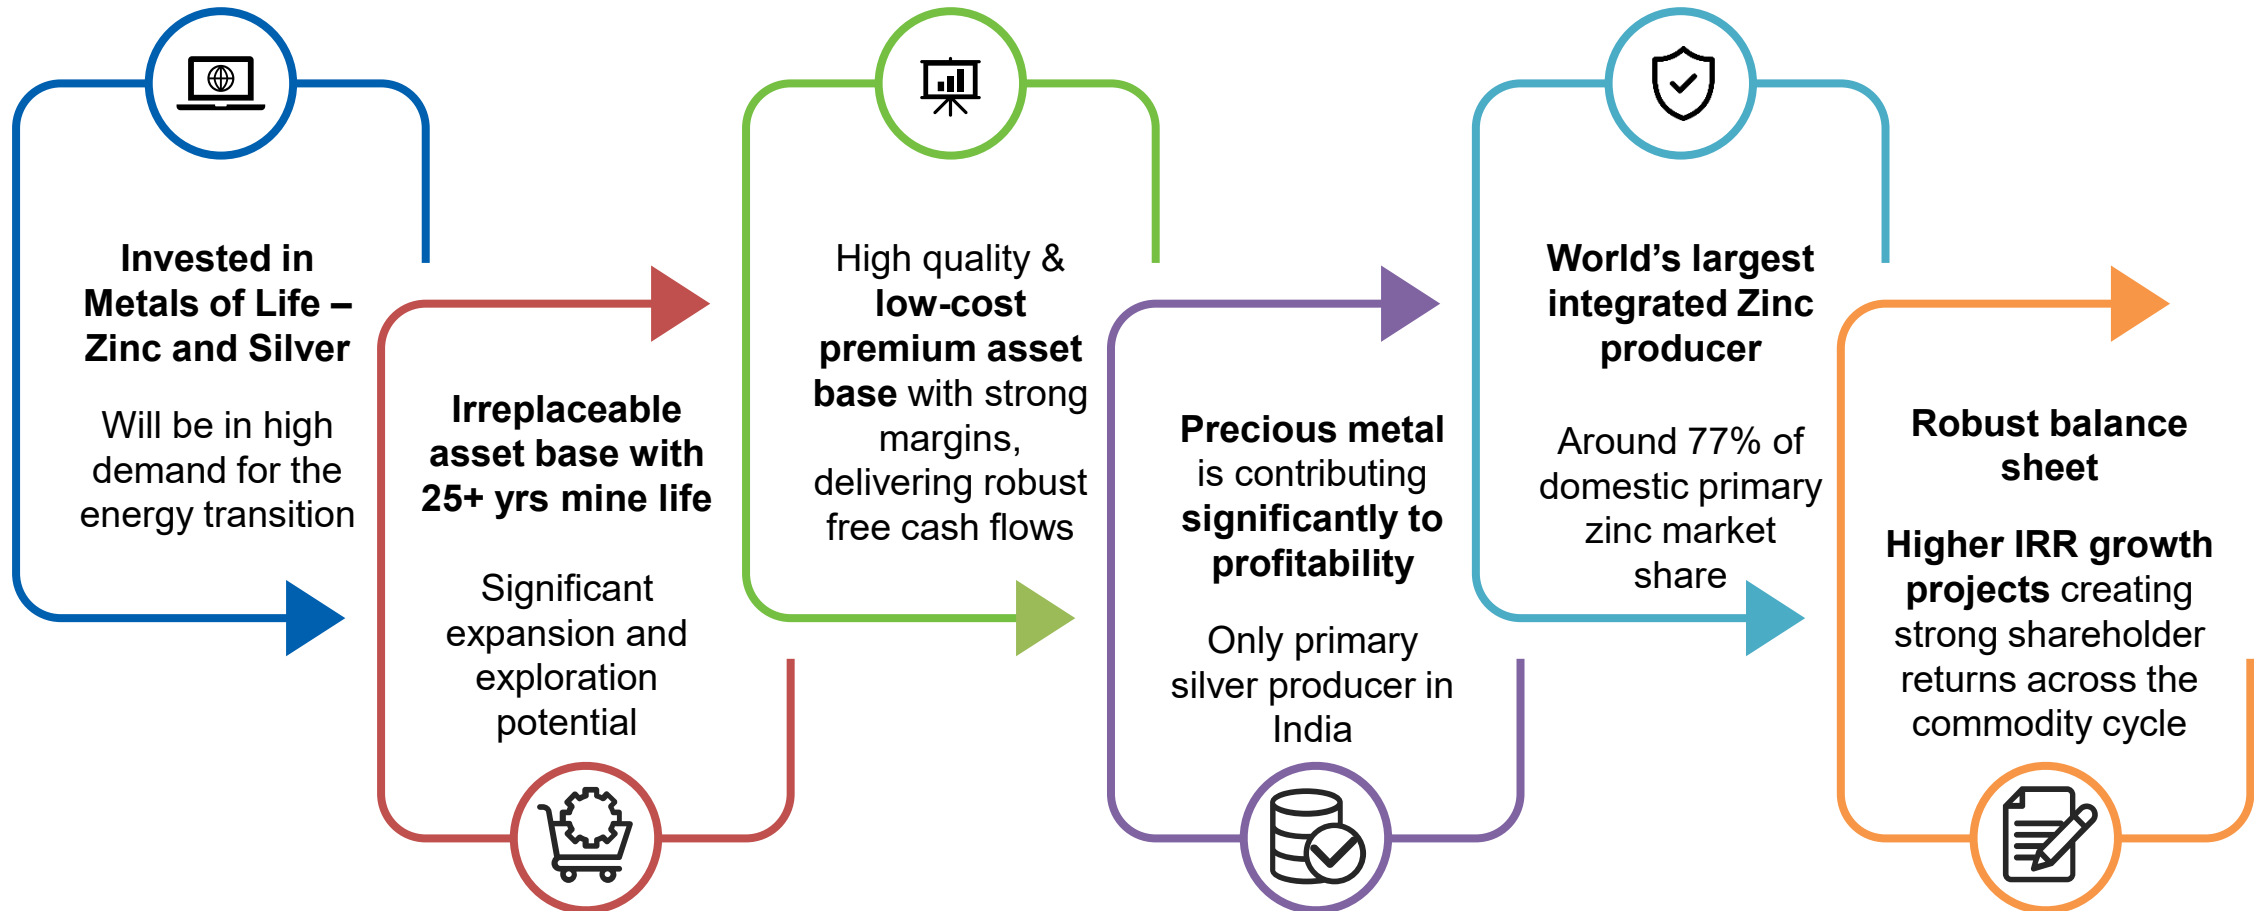 Invested in
Metals of Life –
Zinc and Silver
Will be in high
demand for the
energy transition
Irreplaceable
asset base with
25+ yrs mine life
Significant
expansion and
exploration
potential
High quality &
low-cost
premium asset
base with strong
margins,
delivering robust
free cash flows
Precious metal
is contributing
significantly to
profitability
Only primary
silver producer in
India
World’s largest
integrated Zinc
producer
Around 77% of
domestic primary
zinc market
share
Robust balance
sheet
Higher IRR growth
projects creating
strong shareholder
returns across the
commodity cycle